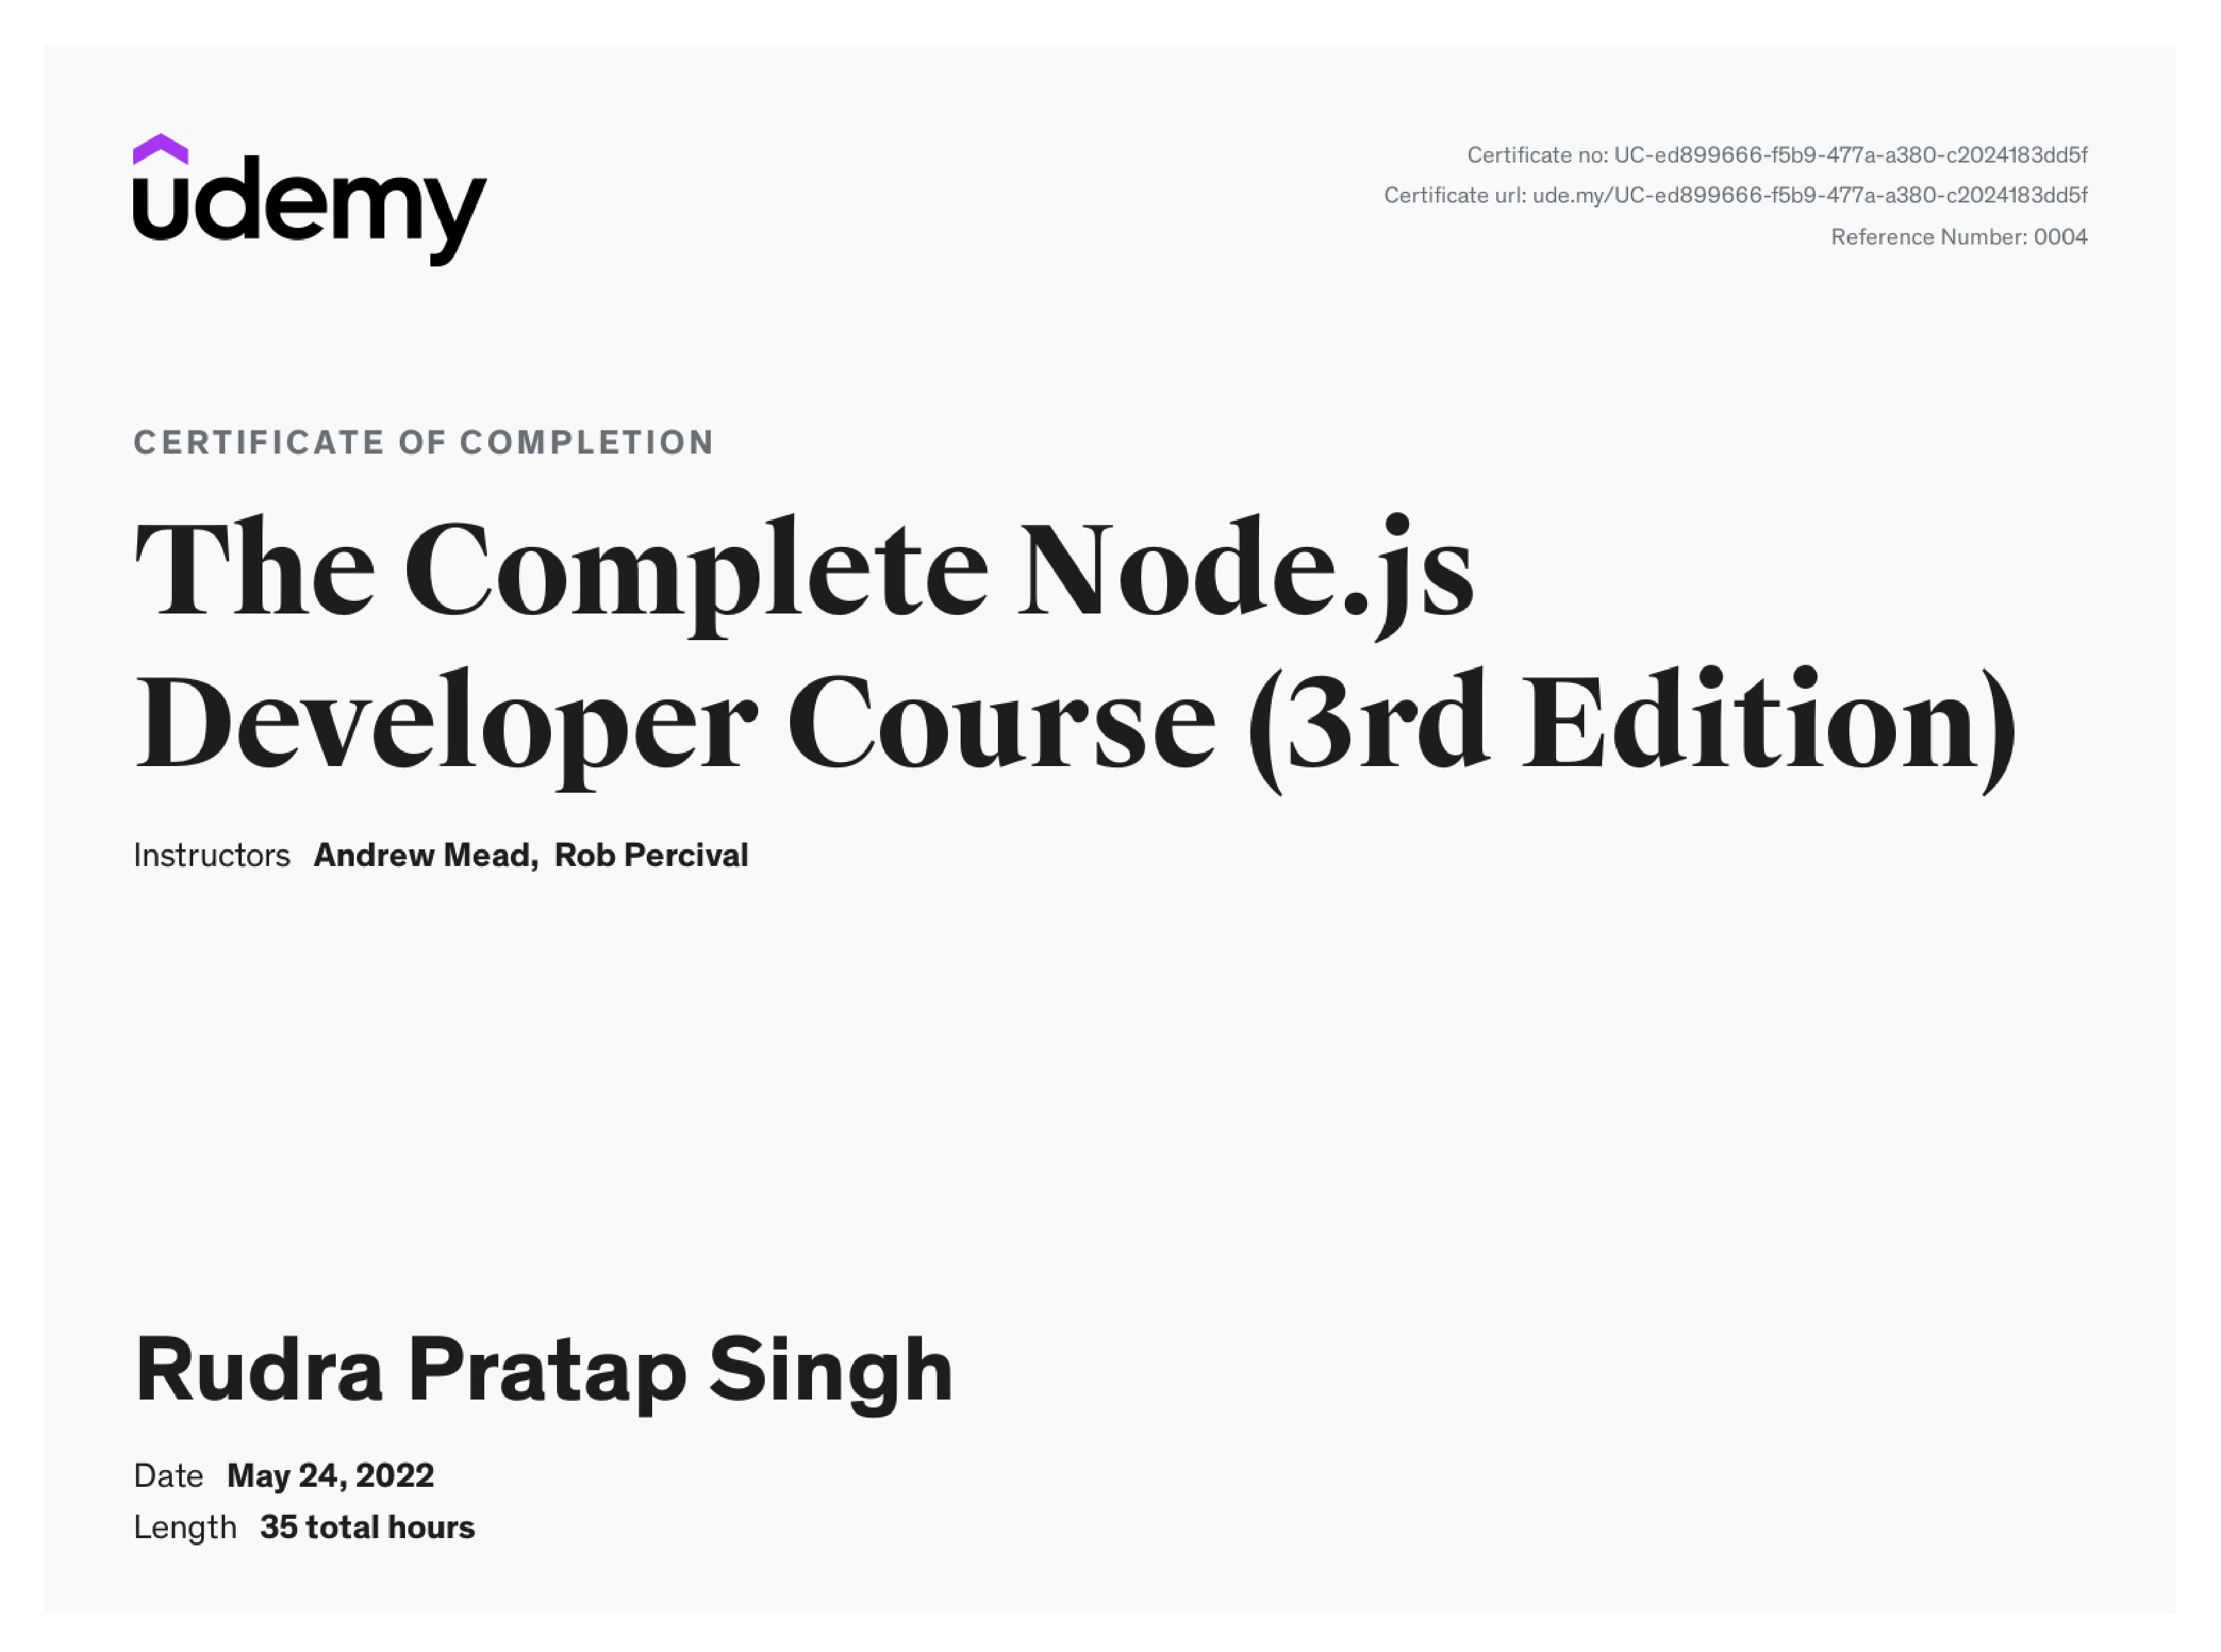 udemy
Certificate no: UC-ed899666-f5b9-477a-a380-c2024183dd5f
Certificate url: ude.my/UC-ed899666-f5b9-477a-a380-c2024183dd5f
Reference Number: 0004
CERTIFICATE OF COMPLETION
The Complete Node.js
Developer Course (3rd Edition)
Instructors Andrew Mead, Rob Percival
Rudra Pratap Singh
Date May 24, 2022
Length 35 total hours